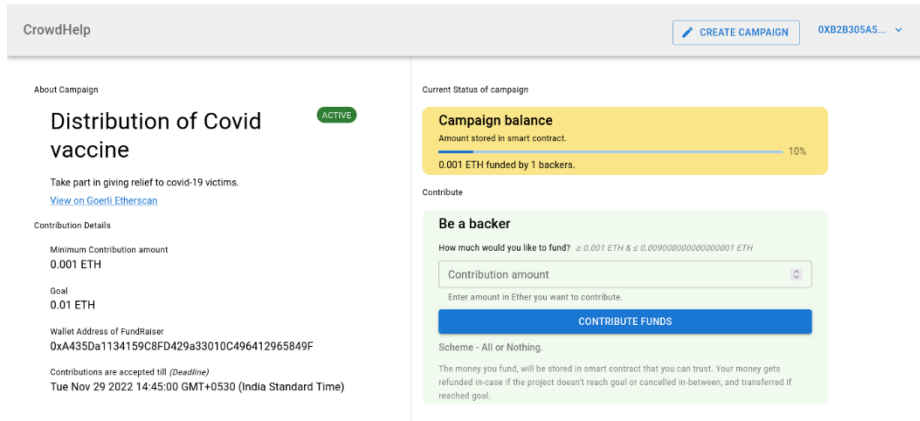 CrowdHelp
CREATE CAMPAIGN
0XB2B305A5...
About Campaign
Distribution of Covid
vaccine
ACTIVE
Take part in giving relief to covid-19 victims.
View on Goerli Etherscan
Contribution Details
Minimum Contribution amount
0.001 ETH
Goal
0.01 ETH
Wallet Address of FundRaiser
0xA435Da1134159C8FD429a33010C496412965849F
Contributions are accepted till (Deadline)
Tue Nov 29 2022 14:45:00 GMT+0530 (India Standard Time)
Current Status of campaign
Campaign balance
Amount stored in smart contract.
10%
0.001 ETH funded by 1 backers.
Contribute
Be a backer
How much would you like to fund? ≥ 0.001 ETH & ≤ 0.009000000000000001 ETH
Contribution amount
Enter amount in Ether you want to contribute.
CONTRIBUTE FUNDS
Scheme - All or Nothing.
The money you fund, will be stored in smart contract that you can trust. Your money gets
refunded in-case if the project doesn't reach goal or cancelled in-between, and transferred if
reached goal.